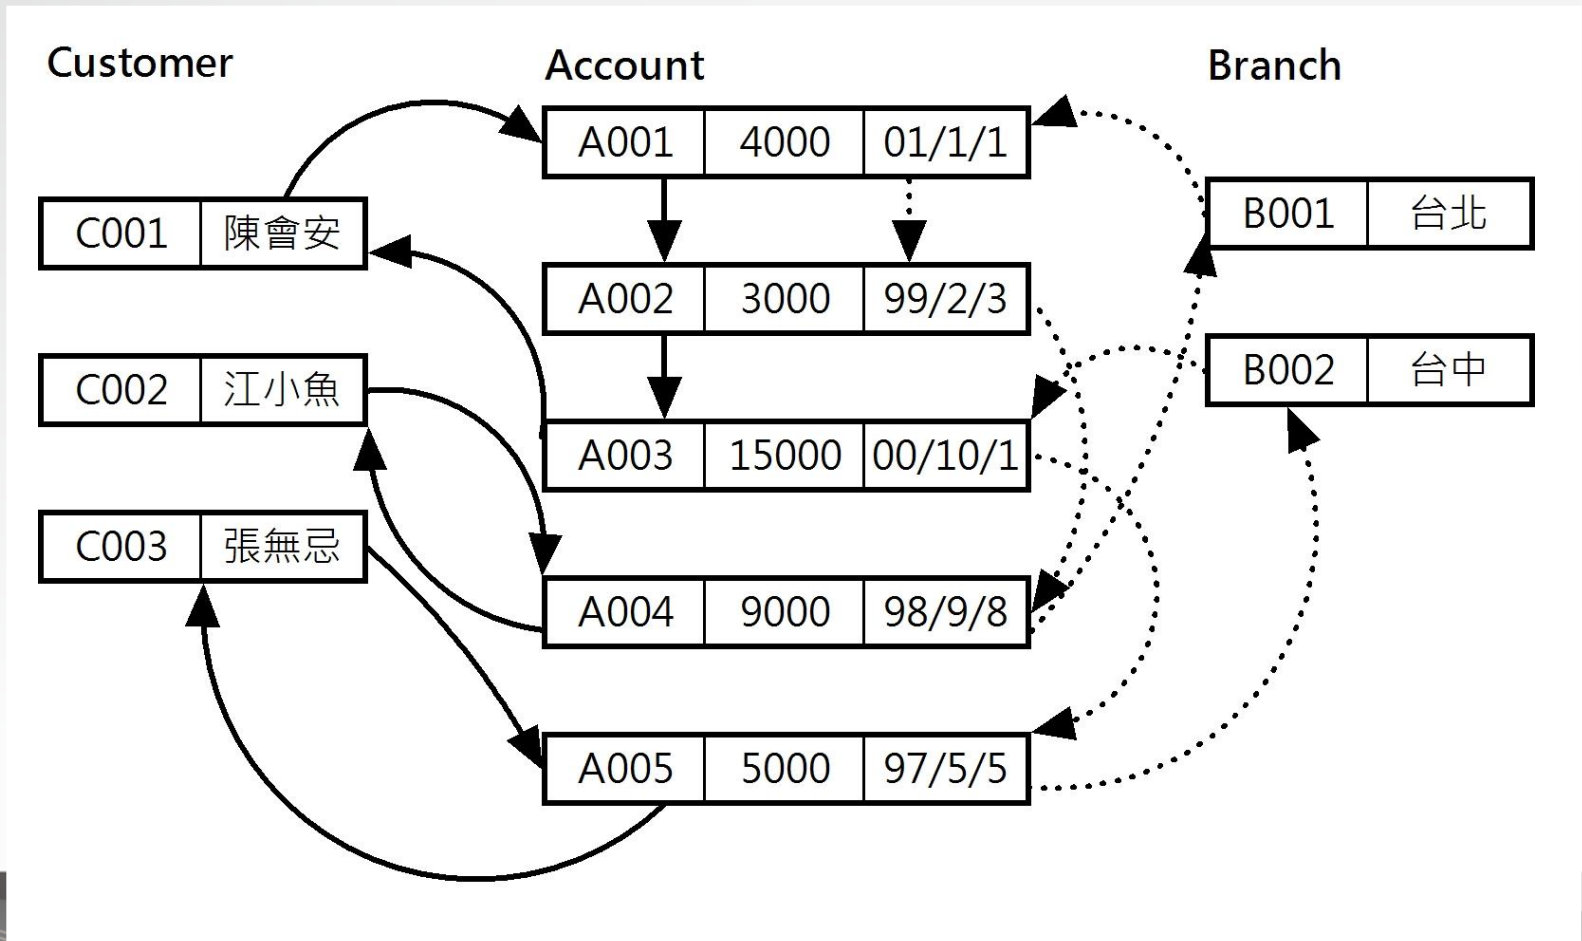 Customer
Account
Branch
A001 4000 01/1/1
B001 台北
C001 陳會安
A002 3000 99/2/3
B002 台中
C002 江小魚
A003 15000 00/10/1
C003 張無忌
A004 9000 98/9/8
A005 5000 97/5/5